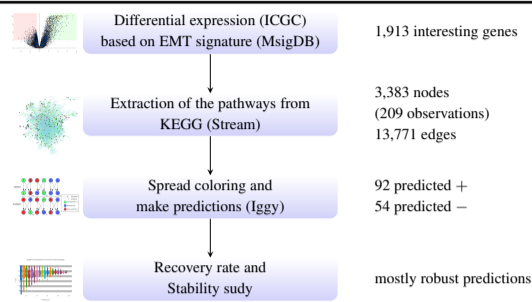 Differential expression (ICGC)
based on EMT signature (MsigDB)
1,913 interesting genes
Extraction of the pathways from
KEGG (Stream)
3,383 nodes
(209 observations)
13,771 edges
Spread coloring and
make predictions (Iggy)
92 predicted +
54 predicted −
Recovery rate and
Stability sudy
mostly robust predictions